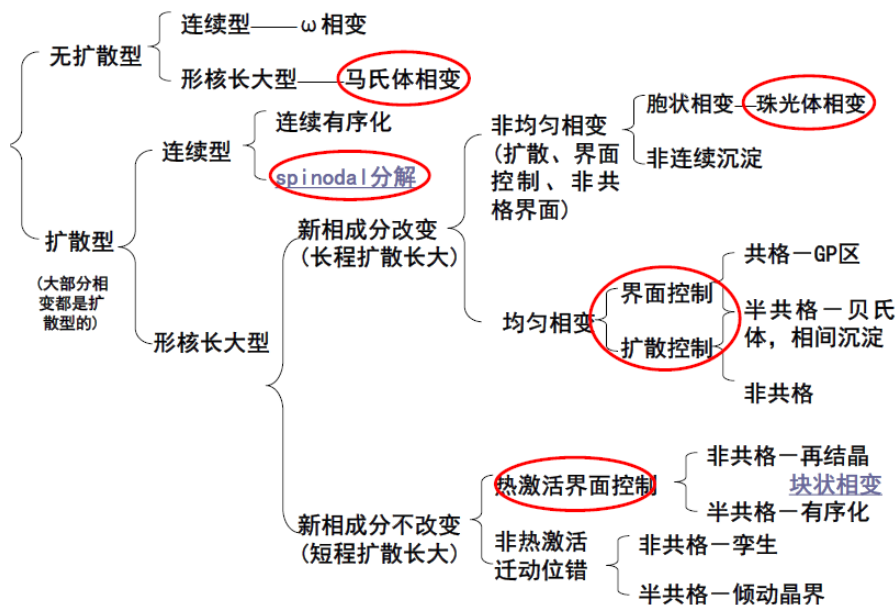 连续型——ω相变
无扩散型
形核长大型——马氏体相变
胞状相变—珠光体相变
连续有序化
非均匀相变
(扩散、界面
控制、非共
格界面)
连续型
非连续沉淀
spinodal分解
新相成分改变
(长程扩散长大)
扩散型
(大部分相
变都是扩
散型的)
共格—GP区
界面控制
均匀相变
半共格—贝氏
体，相间沉淀
扩散控制
形核长大型
非共格
非共格—再结晶
热激活界面控制
块状相变
半共格—有序化
新相成分不改变
(短程扩散长大)
非热激活
迁动位错
非共格—孪生
半共格—倾动晶界